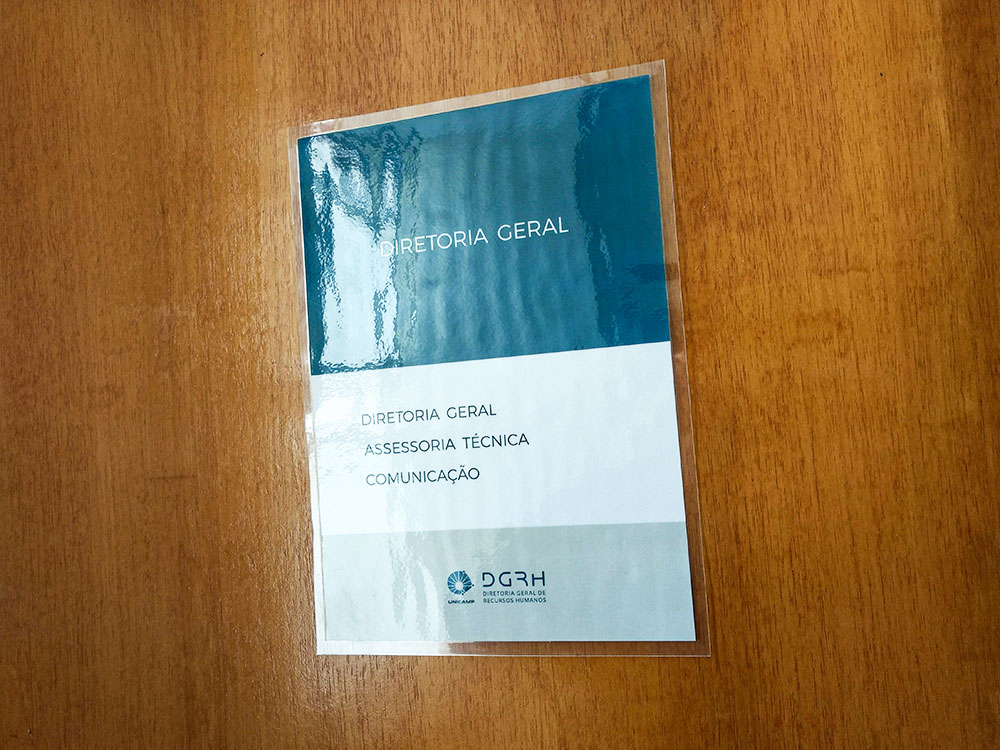 DIRETORIA GERAL
DIRETORIA GERAL
ASSESSORIA TÉCNICA
COMUNICAÇÃO
UNICAMP
DGRH
DIRETORIA GERAL DE
RECURSOS HUMANOS